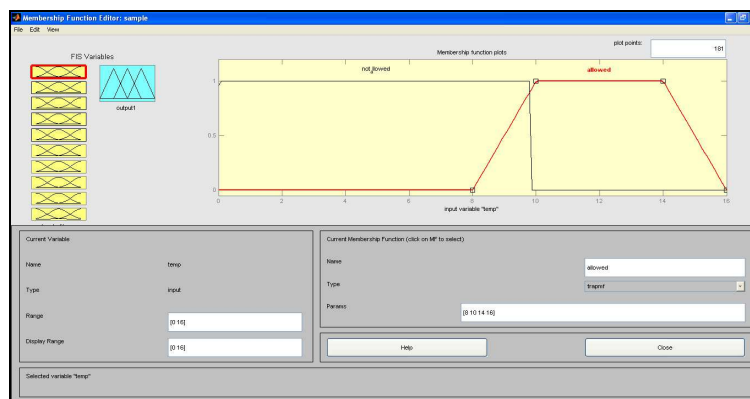 Membership Function Editor: sample
File Edit View
FIS Variables
output1
Membership function plots
plot points:
181
not_allowed
allowed
1
0.5
0
0 2 4 6 8 10 12 14 16
input variable "temp"
Current Variable
Name temp
Type input
Range [0 16]
Display Range [0 16]
Current Membership Function (click on MF to select)
Name allowed
Type trapmf
Params [8 10 14 16]
Help Close
Selected variable "temp"